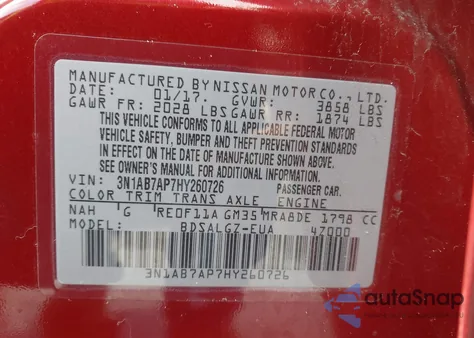 MANUFACTURED BY NISSAN MOTOR CO., LTD.
DATE: 01/17. GVWR: 3858 LBS
GAWR FR: 2028 LBS GAWR RR: 1874 LBS
THIS VEHICLE CONFORMS TO ALL APPLICABLE FEDERAL MOTOR
VEHICLE SAFETY, BUMPER AND THEFT PREVENTION STANDARDS
IN EFFECT ON THE DATE OF MANUFACTURE SHOWN ABOVE.
SEE OWNER'S MANUAL FOR ADDITIONAL INFORMATION
VIN: 3N1AB7AP7HY260726 PASSENGER CAR.
COLOR TRIM TRANS AXLE ENGINE
NAH G RE0F11A GM35 MRA8DE 1798 CC
MODEL: BDSALGZ-EUA 47000
3N1AB7AP7HY260726
autoSnap